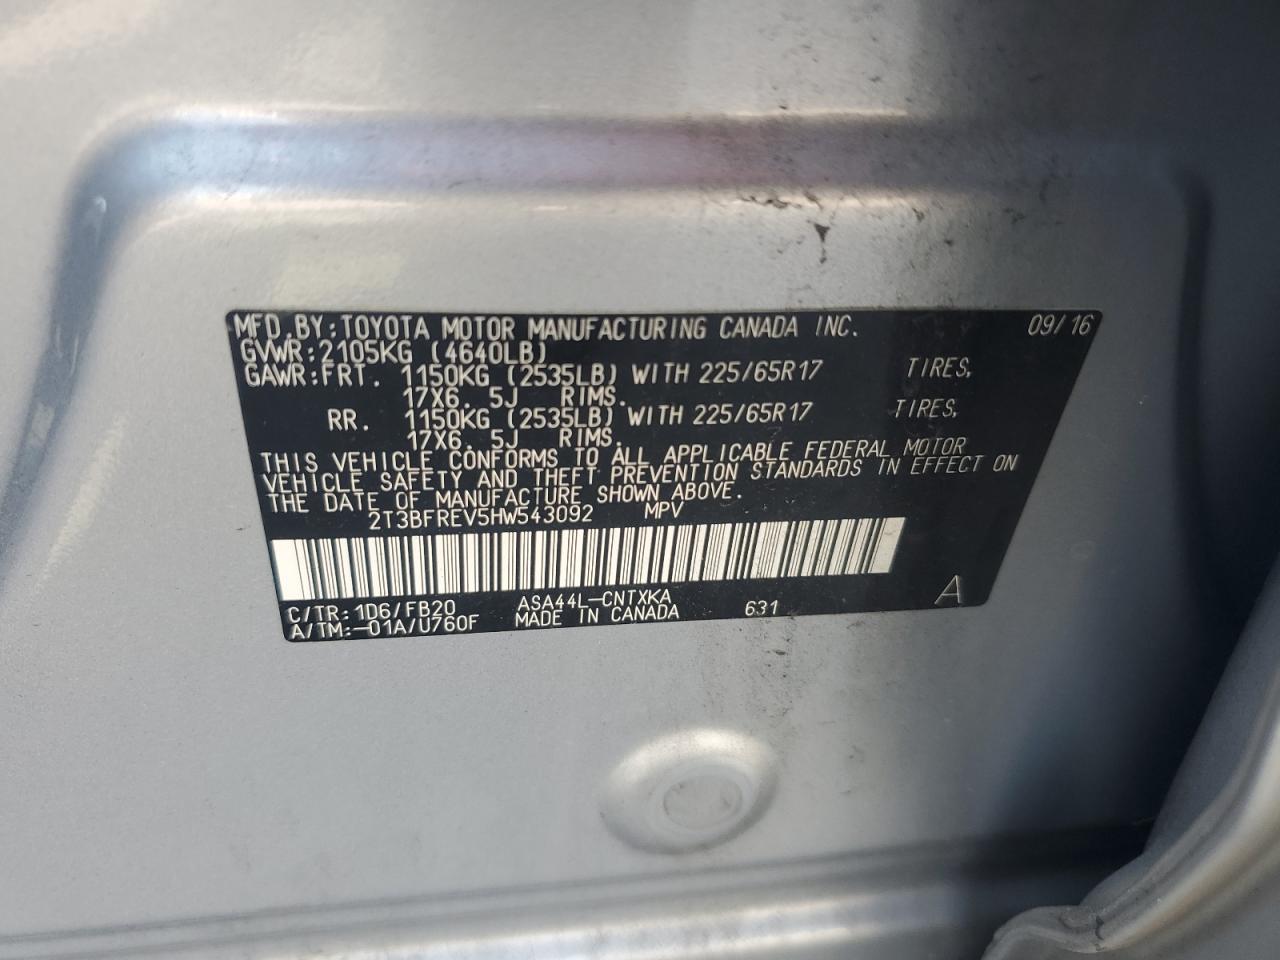 MFD.BY:TOYOTA MOTOR MANUFACTURING CANADA INC. 09/16
GVWR:2105KG (4640LB)
GAWR:FRT. 1150KG (2535LB) WITH 225/65R17 TIRES,
17X6.5J RIMS.
RR. 1150KG (2535LB) WITH 225/65R17 TIRES,
17X6.5J RIMS.
THIS VEHICLE CONFORMS TO ALL APPLICABLE FEDERAL MOTOR
VEHICLE SAFETY AND THEFT PREVENTION STANDARDS IN EFFECT ON
THE DATE OF MANUFACTURE SHOWN ABOVE.
2T3BFREV5HW543092 MPV
C/TR:1D6/FB20 ASA44L-CNTXKA 631 A
A/TM:-01A/U760F MADE IN CANADA